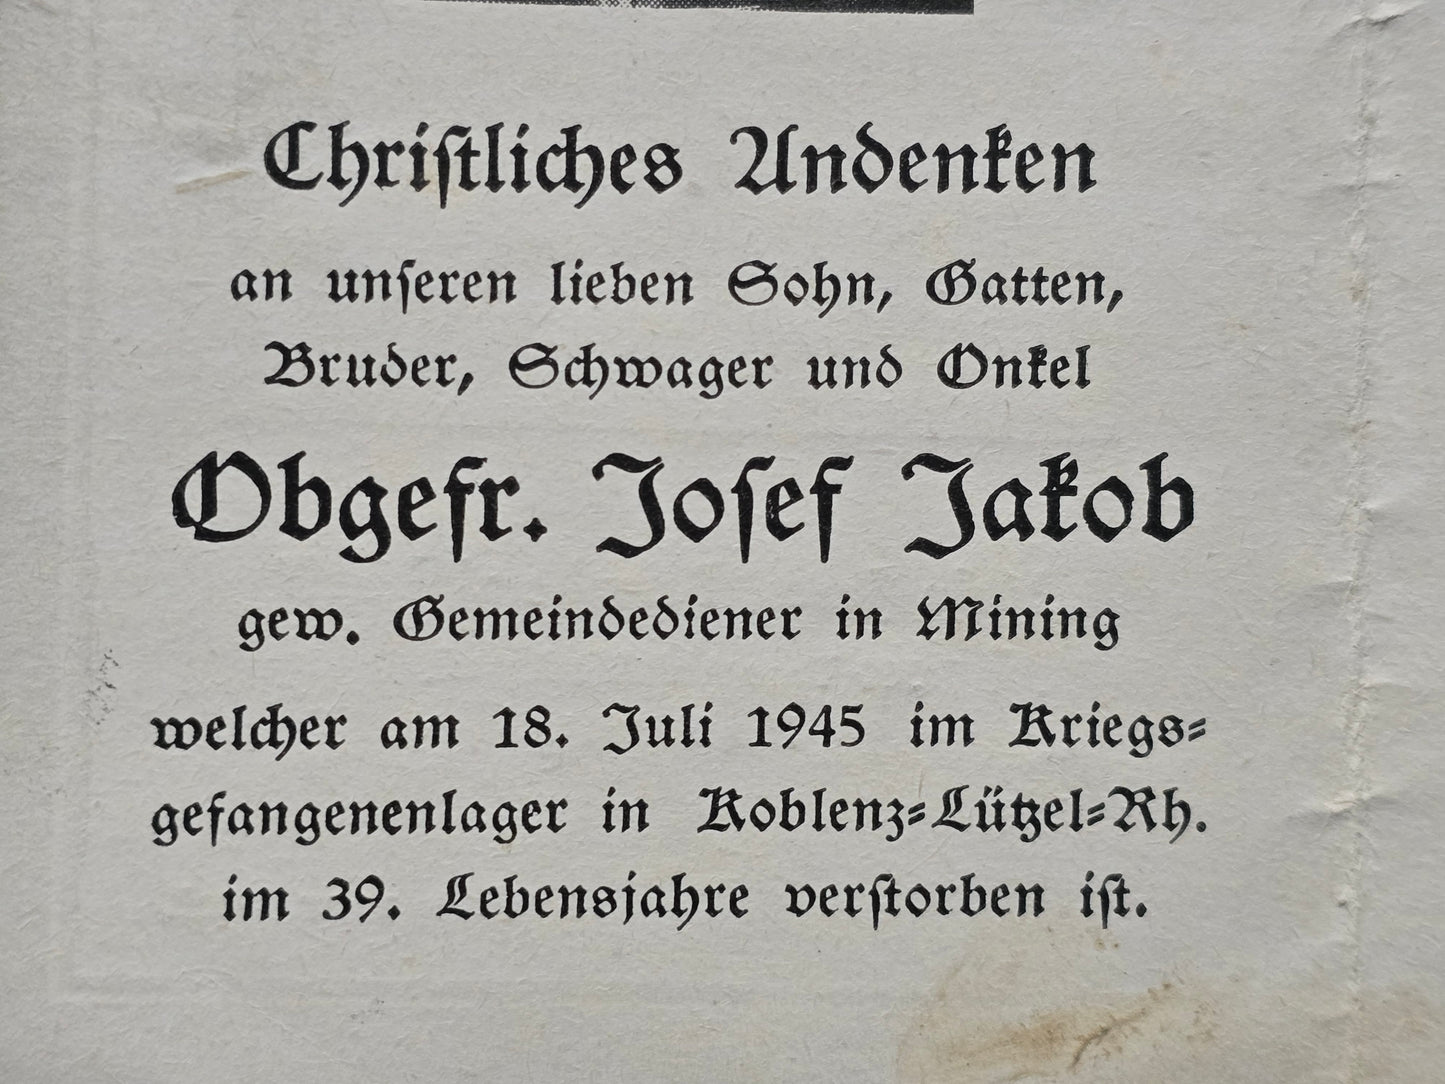 Christliches Andenken
an unseren lieben Sohn, Gatten,
Bruder, Schwager und Onkel
Obgefr. Josef Jakob
gew. Gemeindediener in Mining
welcher am 18. Juli 1945 im Kriegs-
gefangenenlager in Koblenz-Lützel-Rh.
im 39. Lebensjahre verstorben ist.